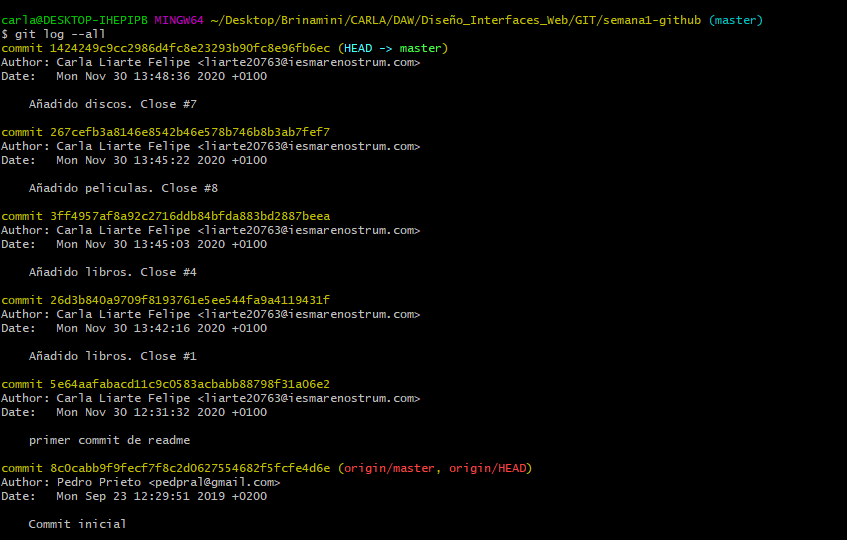 carla@DESKTOP-IHEPIPB MINGW64 ~/Desktop/Brinamini/CARLA/DAW/Diseño_Interfaces_Web/GIT/semana1-github (master)
$ git log --all
commit 1424249c9cc2986d4fc8e23293b90fc8e96fb6ec (HEAD -> master)
Author: Carla Liarte Felipe <liarte20763@iesmarenostrum.com>
Date:   Mon Nov 30 13:48:36 2020 +0100
Añadido discos. Close #7
commit 267cefb3a8146e8542b46e578b746b8b3ab7fef7
Author: Carla Liarte Felipe <liarte20763@iesmarenostrum.com>
Date:   Mon Nov 30 13:45:22 2020 +0100
Añadido peliculas. Close #8
commit 3ff4957af8a92c2716ddb84bfda883bd2887beea
Author: Carla Liarte Felipe <liarte20763@iesmarenostrum.com>
Date:   Mon Nov 30 13:45:03 2020 +0100
Añadido libros. Close #4
commit 26d3b840a9709f8193761e5ee544fa9a4119431f
Author: Carla Liarte Felipe <liarte20763@iesmarenostrum.com>
Date:   Mon Nov 30 13:42:16 2020 +0100
Añadido libros. Close #1
commit 5e64aafabacd11c9c0583acbabb88798f31a06e2
Author: Carla Liarte Felipe <liarte20763@iesmarenostrum.com>
Date:   Mon Nov 30 12:31:32 2020 +0100
primer commit de readme
commit 8c0cabb9f9fecf7f8c2d0627554682f5fcfe4d6e (origin/master, origin/HEAD)
Author: Pedro Prieto <pedpral@gmail.com>
Date:   Mon Sep 23 12:29:51 2019 +0200
Commit inicial